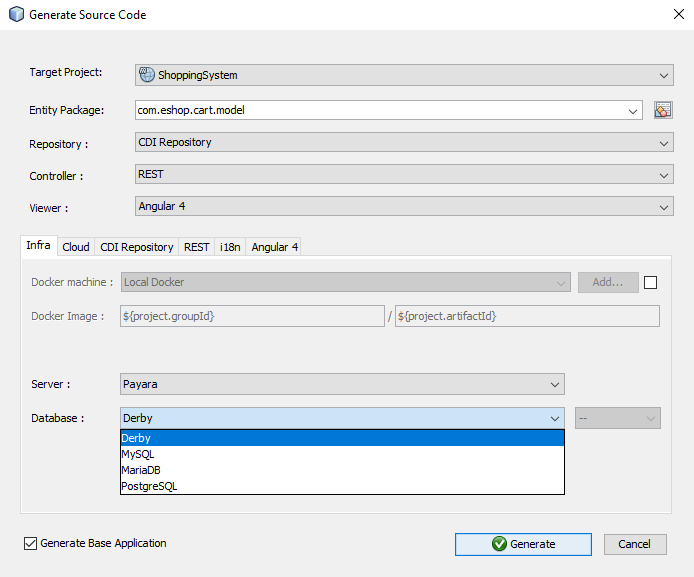 Generate Source Code
Target Project: ShoppingSystem
Entity Package: com.eshop.cart.model
Repository : CDI Repository
Controller : REST
Viewer : Angular 4
Infra Cloud CDI Repository REST i18n Angular 4
Docker machine : Local Docker Add...
Docker Image : ${project.groupId} / ${project.artifactId}
Server : Payara
Database : Derby --
Derby
MySQL
MariaDB
PostgreSQL
Generate Base Application Generate Cancel